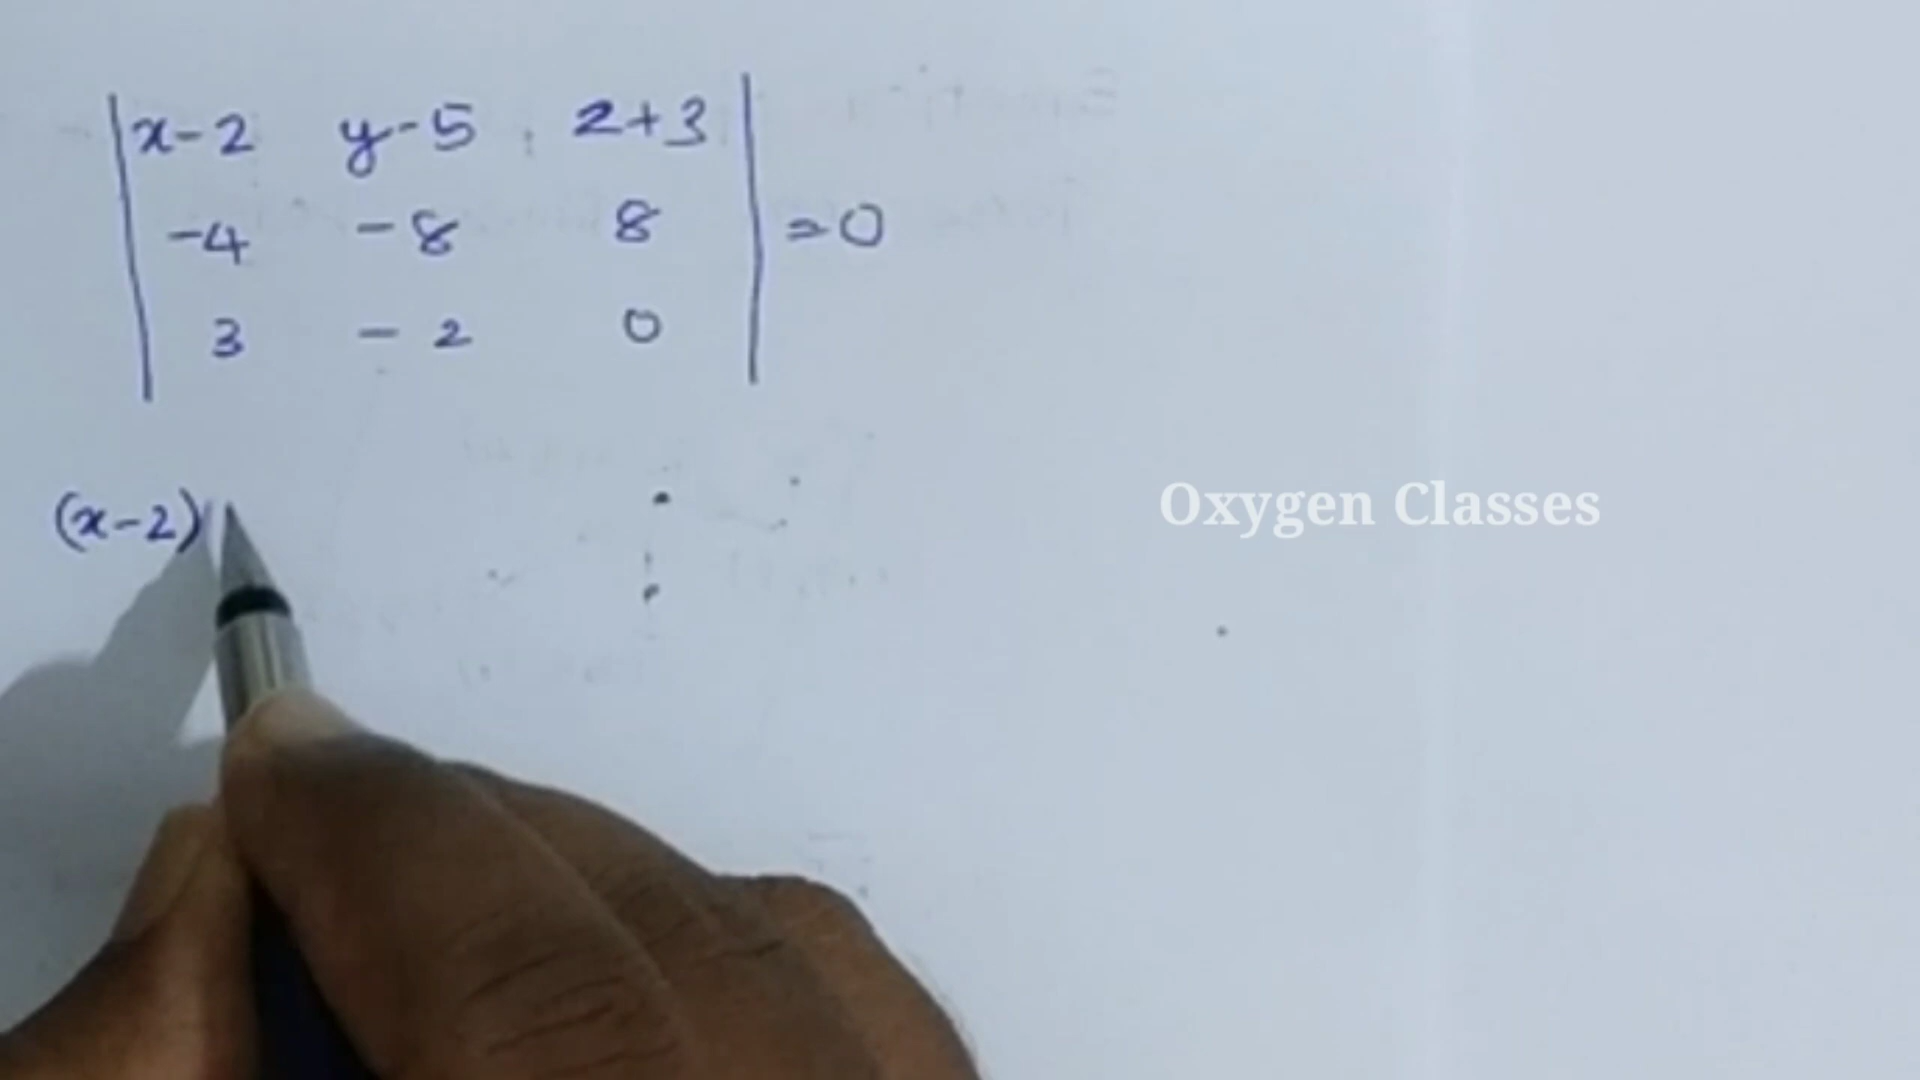 x-2 y-5 z+3
-4 -8 8 =0
3 -2 0
(x-2)
Oxygen Classes